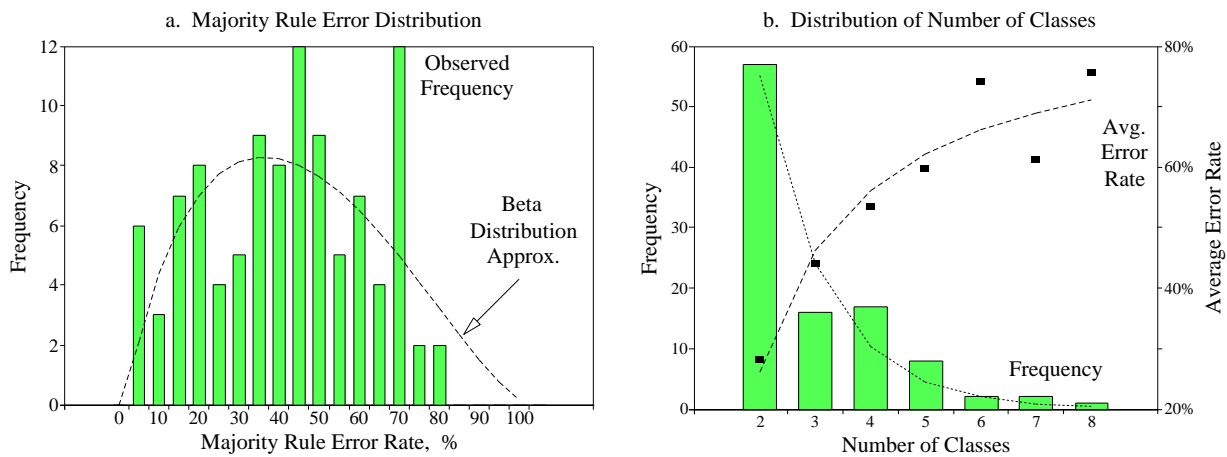 a. Majority Rule Error Distribution
12
10
8
6
4
2
0
Frequency
Observed
Frequency
Beta
Distribution
Approx.
0 10 20 30 40 50 60 70 80 90 100
Majority Rule Error Rate, %
b. Distribution of Number of Classes
60
50
40
30
20
10
0
Frequency
80%
60%
40%
20%
Average Error Rate
Avg.
Error
Rate
Frequency
2 3 4 5 6 7 8
Number of Classes